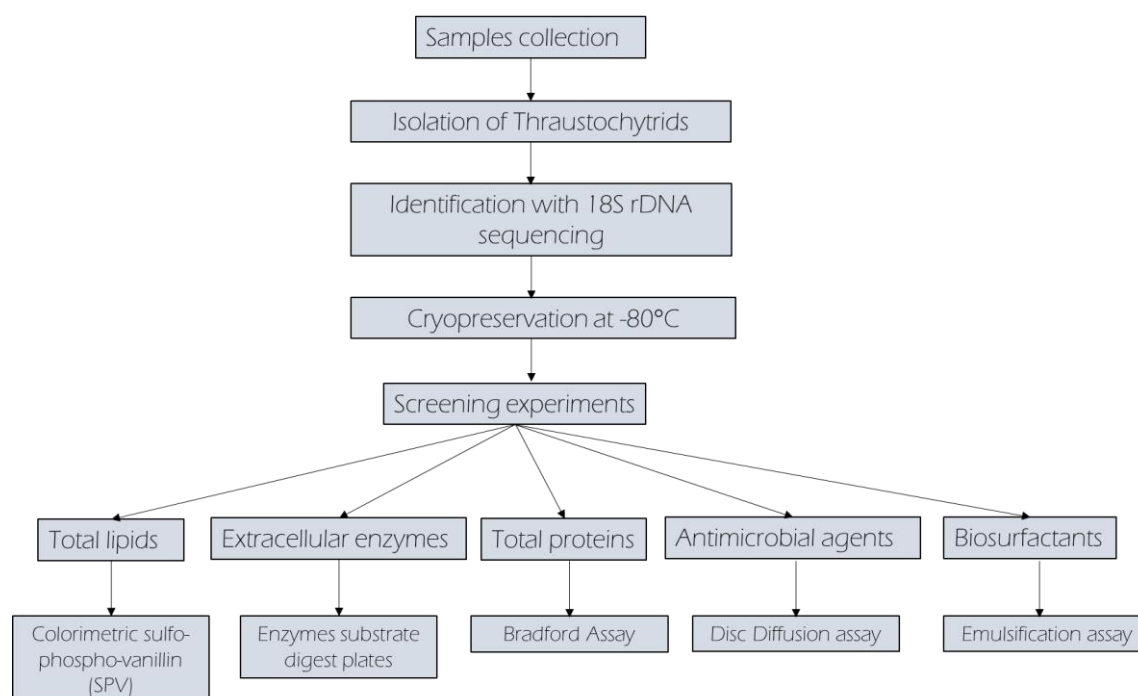 Samples collection
Isolation of Thraustochytrids
Identification with 18S rDNA
sequencing
Cryopreservation at -80°C
Screening experiments
Total lipids
Extracellular enzymes
Total proteins
Antimicrobial agents
Biosurfactants
Colorimetric sulfo-
phospho-vanillin
(SPV)
Enzymes substrate
digest plates
Bradford Assay
Disc Diffusion assay
Emulsification assay